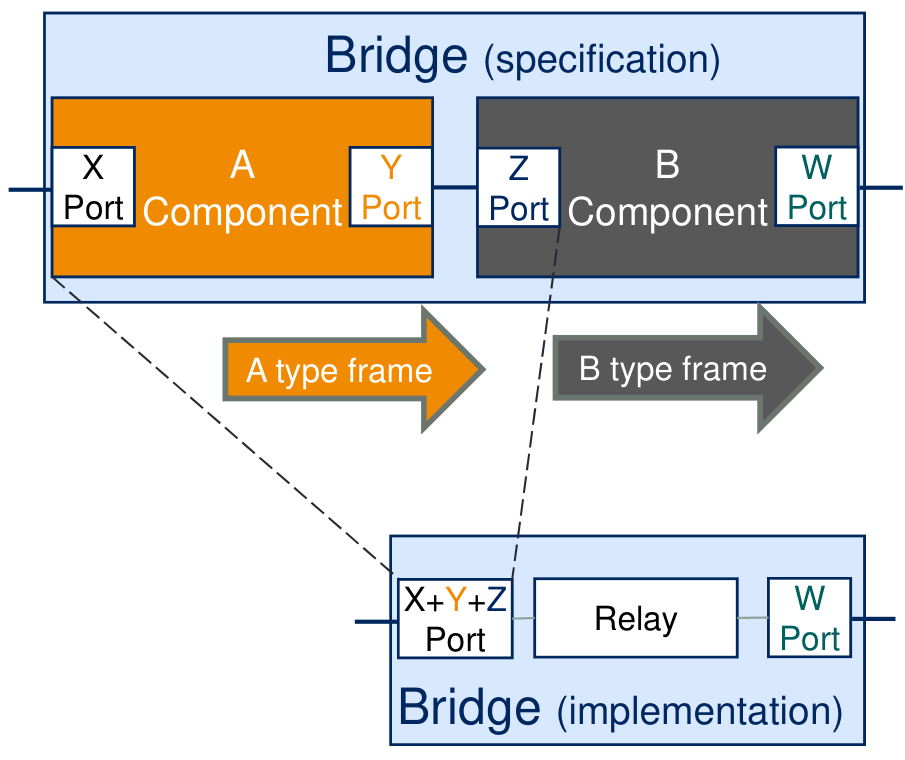 Bridge (specification)
X
Port
A
Component
Y
Port
Z
Port
B
Component
W
Port
A type frame
B type frame
X+Y+Z
Port
Relay
W
Port
Bridge (implementation)